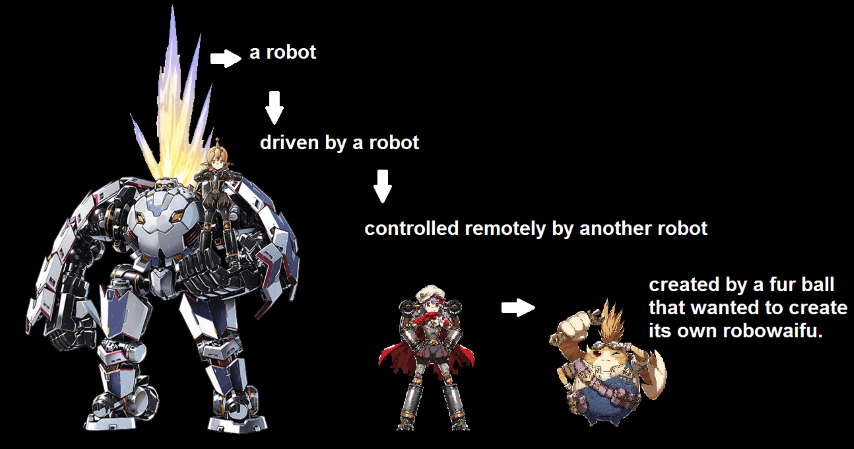 a robot
driven by a robot
controlled remotely by another robot
created by a fur ball
that wanted to create
its own robowaifu.